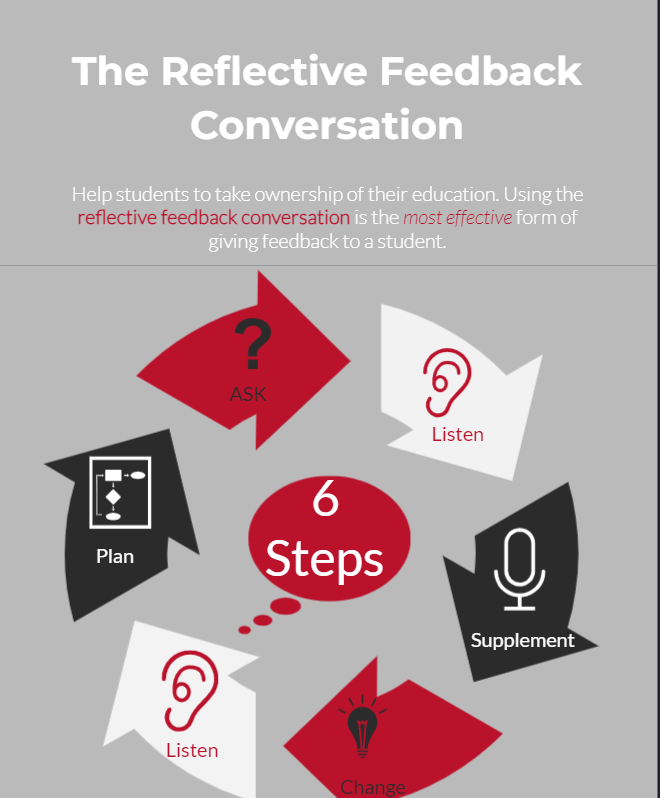 The Reflective Feedback
Conversation
Help students to take ownership of their education. Using the
reflective feedback conversation is the most effective form of
giving feedback to a student.
?
ASK
Listen
Supplement
Change
Listen
Plan
6
Steps